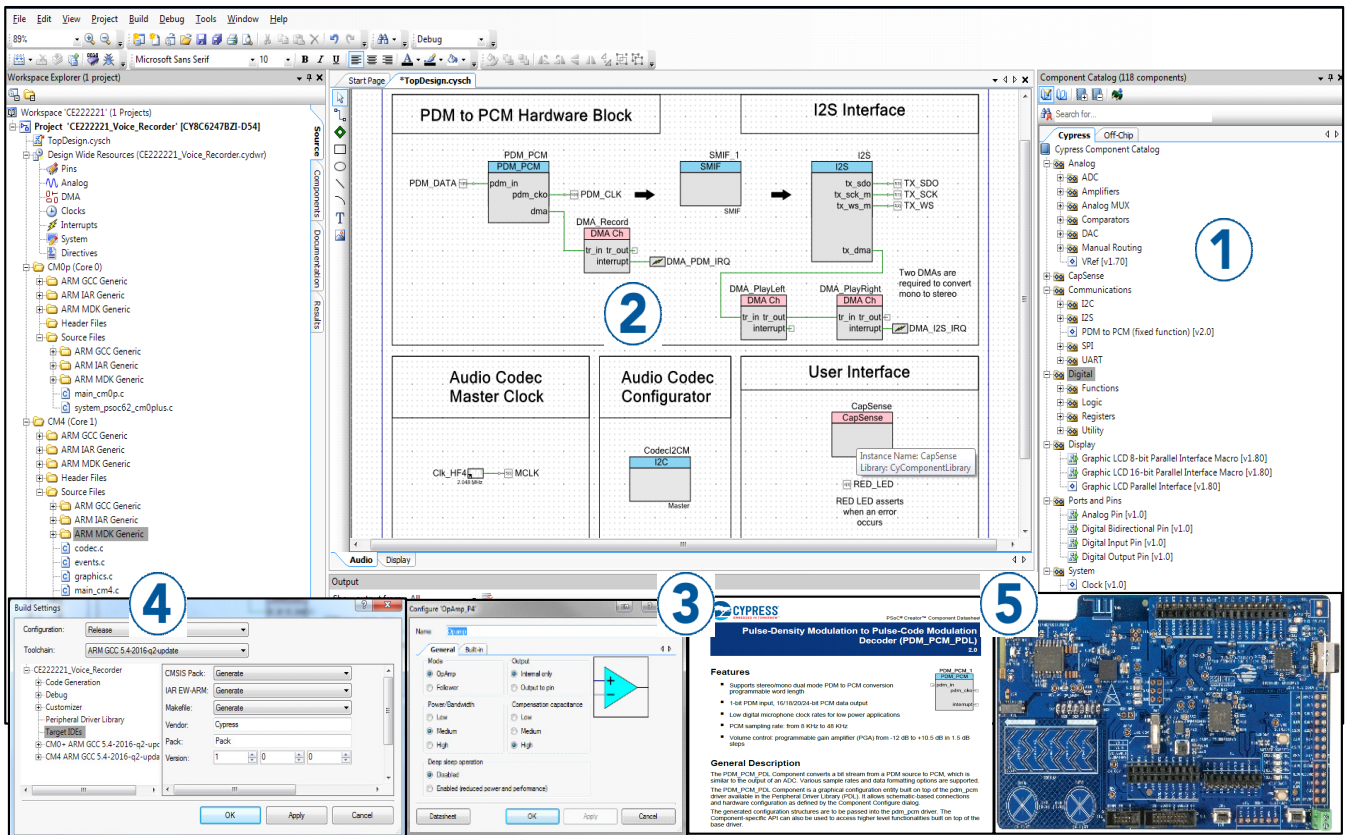 File Edit View Project Build Debug Tools Window Help
89% Debug
Microsoft Sans Serif 10 B I U
Workspace Explorer (1 project)
Workspace 'CE222221' (1 Projects)
Project 'CE222221_Voice_Recorder' [CY8C6247BZI-D54]
TopDesign.cysch
Design Wide Resources (CE222221_Voice_Recorder.cydwr)
Pins
Analog
DMA
Clocks
Interrupts
System
Directives
CM0p (Core 0)
ARM GCC Generic
ARM IAR Generic
ARM MDK Generic
Header Files
Source Files
ARM GCC Generic
ARM IAR Generic
ARM MDK Generic
main_cm0p.c
system_psoc62_cm0plus.c
CM4 (Core 1)
ARM GCC Generic
ARM IAR Generic
ARM MDK Generic
Header Files
Source Files
ARM GCC Generic
ARM IAR Generic
ARM MDK Generic
codec.c
events.c
graphics.c
main_cm4.c
Source
Components
Documentation
Results
Start Page *TopDesign.cysch
PDM to PCM Hardware Block
I2S Interface
PDM_PCM
PDM_PCM
PDM_DATA
pdm_in
pdm_cko
PDM_CLK
dma
DMA_Record
DMA Ch
tr_in tr_out
interrupt
DMA_PDM_IRQ
SMIF_1
SMIF
SMIF
I2S
I2S
tx_sdo TX_SDO
tx_sck_m TX_SCK
tx_ws_m TX_WS
tx_dma
Two DMAs are
required to convert
mono to stereo
DMA_PlayLeft DMA_PlayRight
DMA Ch DMA Ch
tr_in tr_out tr_in tr_out
interrupt interrupt DMA_I2S_IRQ
2
Audio Codec
Master Clock
Clk_HF4 MCLK
2.048 MHz
Audio Codec
Configurator
CodecI2CM
I2C
Master
User Interface
CapSense
CapSense
Instance Name: CapSense
Library: CyComponentLibrary
RED_LED
RED LED asserts
when an error
occurs
Audio Display
Output
All
Component Catalog (118 components)
Search for...
Cypress Off-Chip
Cypress Component Catalog
Analog
ADC
Amplifiers
Analog MUX
Comparators
DAC
Manual Routing
VRef [v1.70]
CapSense
Communications
I2C
I2S
PDM to PCM (fixed function) [v2.0]
SPI
UART
Digital
Functions
Logic
Registers
Utility
Display
Graphic LCD 8-bit Parallel Interface Macro [v1.80]
Graphic LCD 16-bit Parallel Interface Macro [v1.80]
Graphic LCD Parallel Interface [v1.80]
Ports and Pins
Analog Pin [v1.0]
Digital Bidirectional Pin [v1.0]
Digital Input Pin [v1.0]
Digital Output Pin [v1.0]
System
Clock [v1.0]
1
4
Build Settings
Configuration: Release
Toolchain: ARM GCC 5.4-2016-q2-update
CE222221_Voice_Recorder
Code Generation
Debug
Customizer
Peripheral Driver Library
Target IDEs
CM0+ ARM GCC 5.4-2016-q2-upd
CM4 ARM GCC 5.4-2016-q2-upda
CMSIS Pack: Generate
IAR EW-ARM: Generate
Makefile: Generate
Vendor: Cypress
Pack: Pack
Version: 1 0 0
OK Apply Cancel
3
Configure 'OpAmp_P4'
Name: Opamp
General Built-in
Mode
OpAmp
Follower
Output
Internal only
Output to pin
Power/Bandwidth
Low
Medium
High
Compensation capacitance
Low
Medium
High
Deep sleep operation
Disabled
Enabled (reduced power and performance)
Datasheet OK Apply Cancel
5
CYPRESS
EMBEDDED IN TOMORROW
PSoC® Creator™ Component Datasheet
Pulse-Density Modulation to Pulse-Code Modulation
Decoder (PDM_PCM_PDL)
2.0
Features
Supports stereo/mono dual mode PDM to PCM conversion
programmable word length
1-bit PDM input, 16/18/20/24-bit PCM data output
Low digital microphone clock rates for low power applications
PCM sampling rate: from 8 KHz to 48 KHz
Volume control: programmable gain amplifier (PGA) from -12 dB to +10.5 dB in 1.5 dB
steps
PDM_PCM_1
PDM_PCM
pdm_in
pdm_cko
interrupt
General Description
The PDM_PCM_PDL Component converts a bit stream from a PDM source to PCM, which is
similar to the output of an ADC. Various sample rates and data formatting options are supported.
The PDM_PCM_PDL Component is a graphical configuration entity built on top of the pdm_pcm
driver available in the Peripheral Driver Library (PDL). It allows schematic-based connections
and hardware configuration as defined by the Component Configure dialog.
The generated configuration structures are to be passed into the pdm_pcm driver. The
Component-specific API can also be used to access higher level functionalities built on top of the
base driver.